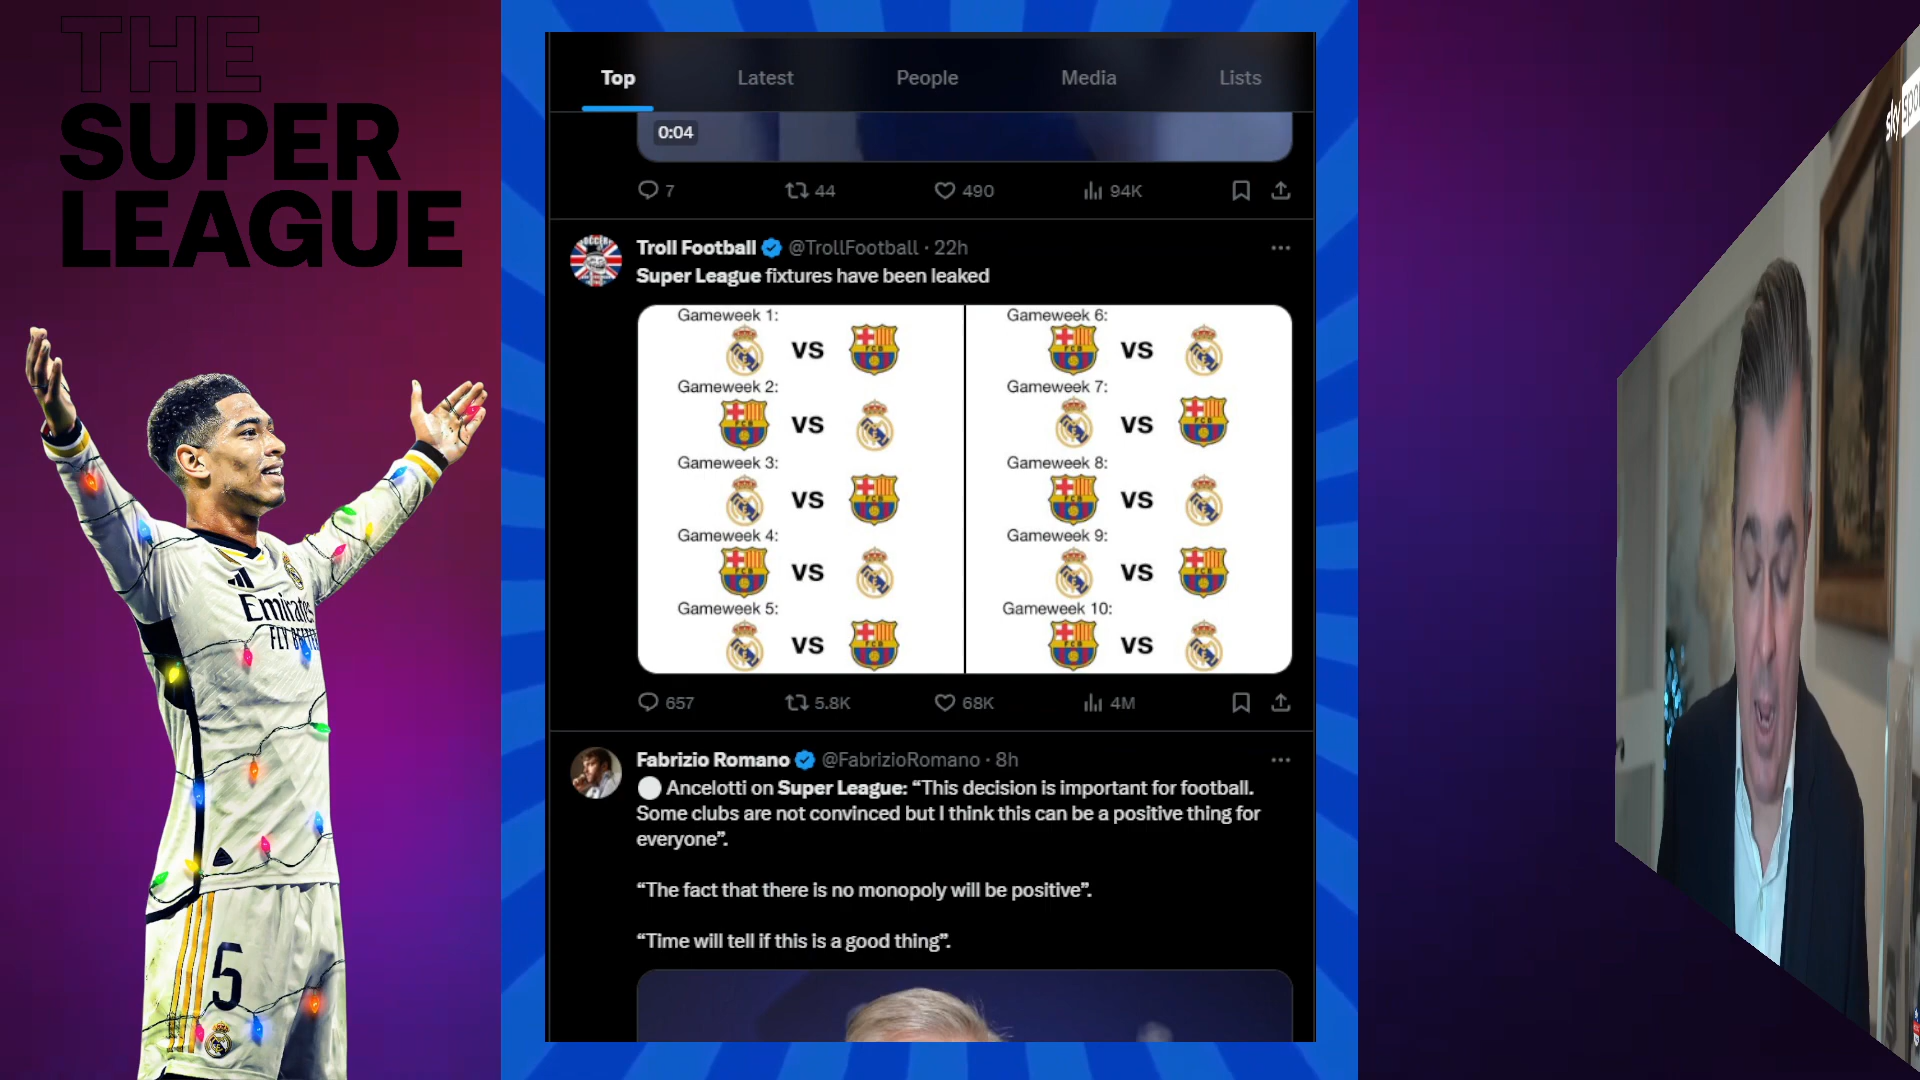 THE
SUPER
LEAGUE
Emirates
FLY BETTER
5
Top
Latest
People
Media
Lists
0:04
7
44
490
94K
Troll Football @TrollFootball · 22h
Super League fixtures have been leaked
Gameweek 1:
VS
Gameweek 2:
VS
Gameweek 3:
VS
Gameweek 4:
VS
Gameweek 5:
VS
Gameweek 6:
VS
Gameweek 7:
VS
Gameweek 8:
VS
Gameweek 9:
VS
Gameweek 10:
VS
657
5.8K
68K
4M
Fabrizio Romano @FabrizioRomano · 8h
Ancelotti on Super League: “This decision is important for football.
Some clubs are not convinced but I think this can be a positive thing for
everyone”.
“The fact that there is no monopoly will be positive”.
“Time will tell if this is a good thing”.
sky